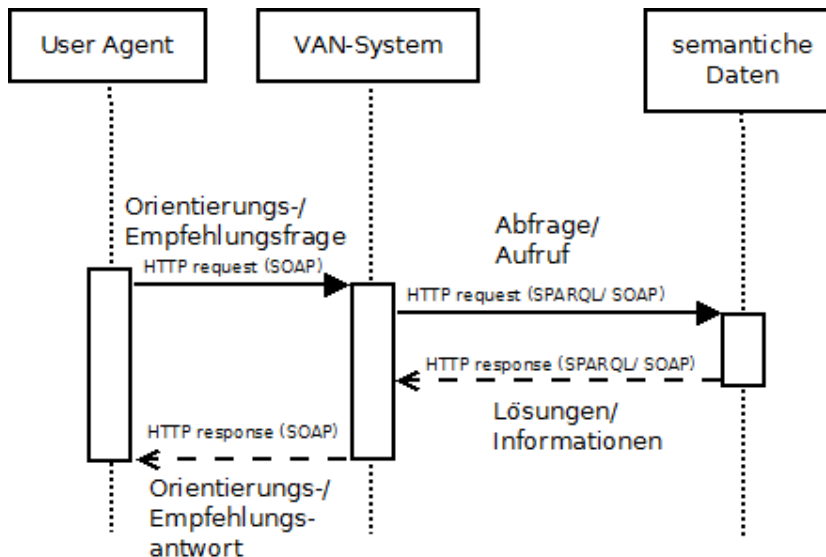 User Agent
VAN-System
semantiche
Daten
Orientierungs-/
Empfehlungsfrage
HTTP request (SOAP)
Abfrage/
Aufruf
HTTP request (SPARQL/ SOAP)
HTTP response (SPARQL/ SOAP)
Lösungen/
Informationen
HTTP response (SOAP)
Orientierungs-/
Empfehlungs-
antwort